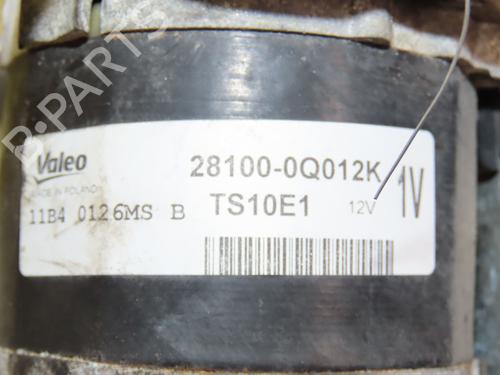 B-PARTS
Valeo 28100-0Q012K
MADE IN POLAND
11B4 0126MS B TS10E1 12V 1V